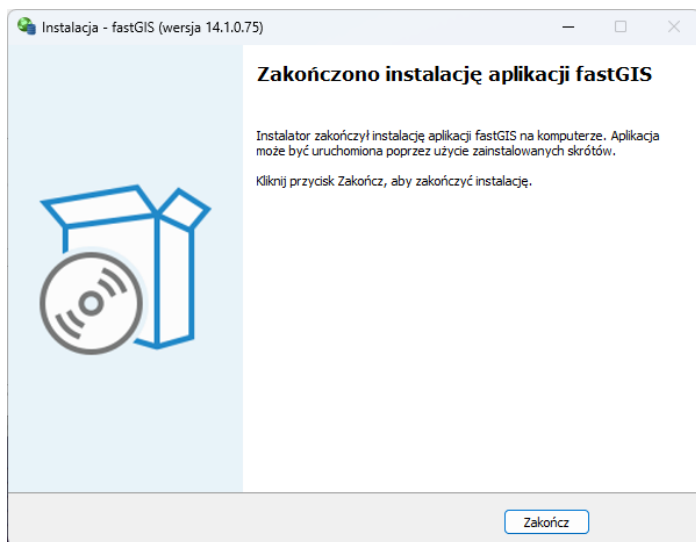 Instalacja - fastGIS (wersja 14.1.0.75)
Zakończono instalację aplikacji fastGIS
Instalator zakończył instalację aplikacji fastGIS na komputerze. Aplikacja
może być uruchomiona poprzez użycie zainstalowanych skrótów.
Kliknij przycisk Zakończ, aby zakończyć instalację.
Zakończ